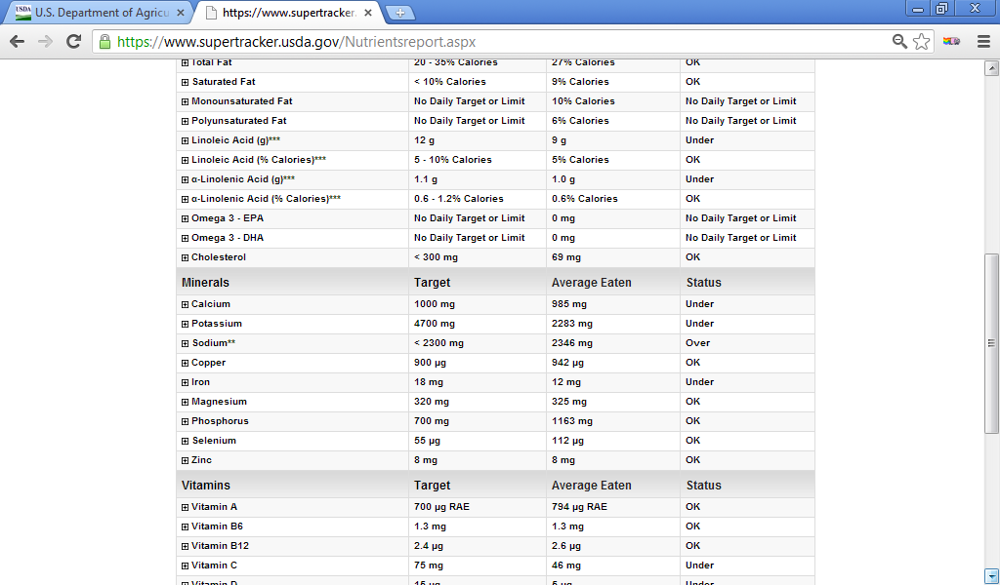 USDA U.S. Department of Agricu
https://www.supertracker.
https://www.supertracker.usda.gov/Nutrientsreport.aspx
Total Fat 20 - 35% Calories 27% Calories OK
Saturated Fat < 10% Calories 9% Calories OK
Monounsaturated Fat No Daily Target or Limit 10% Calories No Daily Target or Limit
Polyunsaturated Fat No Daily Target or Limit 6% Calories No Daily Target or Limit
Linoleic Acid (g)*** 12 g 9 g Under
Linoleic Acid (% Calories)*** 5 - 10% Calories 5% Calories OK
α-Linolenic Acid (g)*** 1.1 g 1.0 g Under
α-Linolenic Acid (% Calories)*** 0.6 - 1.2% Calories 0.6% Calories OK
Omega 3 - EPA No Daily Target or Limit 0 mg No Daily Target or Limit
Omega 3 - DHA No Daily Target or Limit 0 mg No Daily Target or Limit
Cholesterol < 300 mg 69 mg OK
Minerals Target Average Eaten Status
Calcium 1000 mg 985 mg Under
Potassium 4700 mg 2283 mg Under
Sodium** < 2300 mg 2346 mg Over
Copper 900 µg 942 µg OK
Iron 18 mg 12 mg Under
Magnesium 320 mg 325 mg OK
Phosphorus 700 mg 1163 mg OK
Selenium 55 µg 112 µg OK
Zinc 8 mg 8 mg OK
Vitamins Target Average Eaten Status
Vitamin A 700 µg RAE 794 µg RAE OK
Vitamin B6 1.3 mg 1.3 mg OK
Vitamin B12 2.4 µg 2.6 µg OK
Vitamin C 75 mg 46 mg Under
Vitamin D 15 µg 5 µg Under